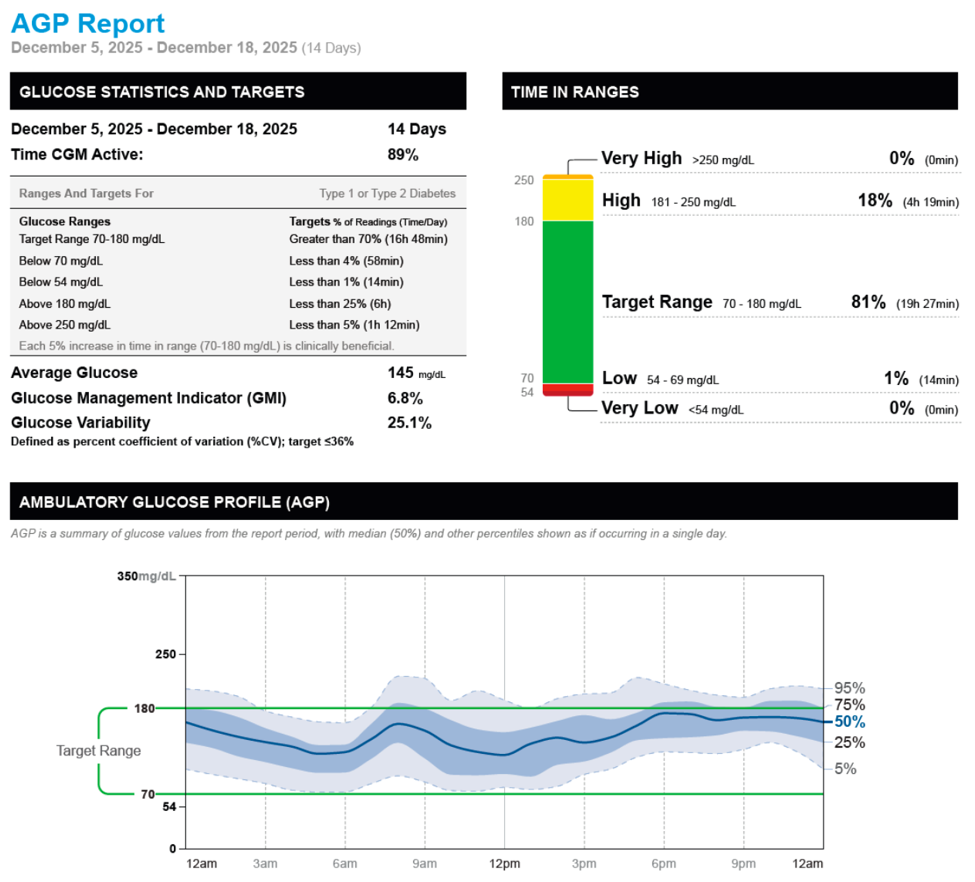 AGP Report
December 5, 2025 - December 18, 2025 (14 Days)
GLUCOSE STATISTICS AND TARGETS
December 5, 2025 - December 18, 2025 14 Days
Time CGM Active: 89%
Ranges And Targets For Type 1 or Type 2 Diabetes
Glucose Ranges Targets % of Readings (Time/Day)
Target Range 70-180 mg/dL Greater than 70% (16h 48min)
Below 70 mg/dL Less than 4% (58min)
Below 54 mg/dL Less than 1% (14min)
Above 180 mg/dL Less than 25% (6h)
Above 250 mg/dL Less than 5% (1h 12min)
Each 5% increase in time in range (70-180 mg/dL) is clinically beneficial.
Average Glucose 145 mg/dL
Glucose Management Indicator (GMI) 6.8%
Glucose Variability 25.1%
Defined as percent coefficient of variation (%CV); target ≤36%
TIME IN RANGES
Very High >250 mg/dL 0% (0min)
250
High 181 - 250 mg/dL 18% (4h 19min)
180
Target Range 70 - 180 mg/dL 81% (19h 27min)
70
Low 54 - 69 mg/dL 1% (14min)
54
Very Low <54 mg/dL 0% (0min)
AMBULATORY GLUCOSE PROFILE (AGP)
AGP is a summary of glucose values from the report period, with median (50%) and other percentiles shown as if occurring in a single day.
350mg/dL
250
95%
75%
180
50%
Target Range
25%
5%
70
54
0
12am 3am 6am 9am 12pm 3pm 6pm 9pm 12am